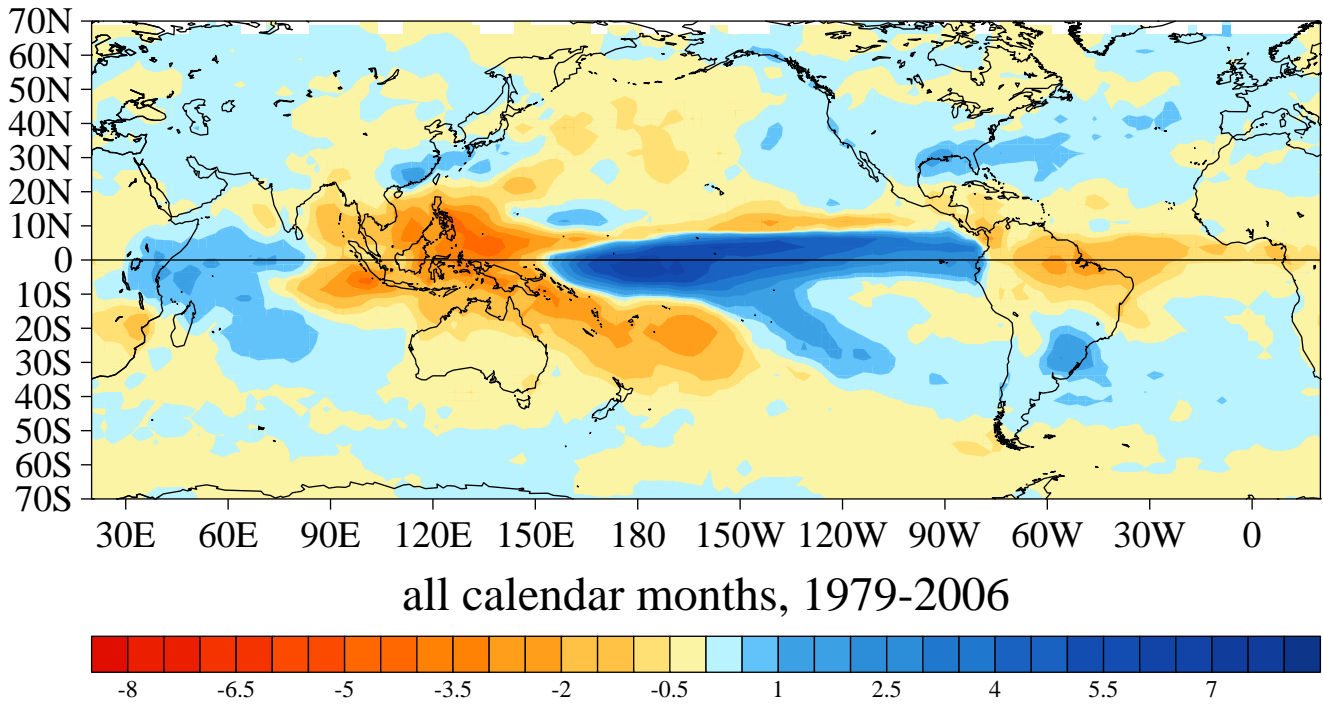 70N
60N
50N
40N
30N
20N
10N
0
10S
20S
30S
40S
50S
60S
70S
30E 60E 90E 120E 150E 180 150W 120W 90W 60W 30W 0
all calendar months, 1979-2006
-8 -6.5 -5 -3.5 -2 -0.5 1 2.5 4 5.5 7